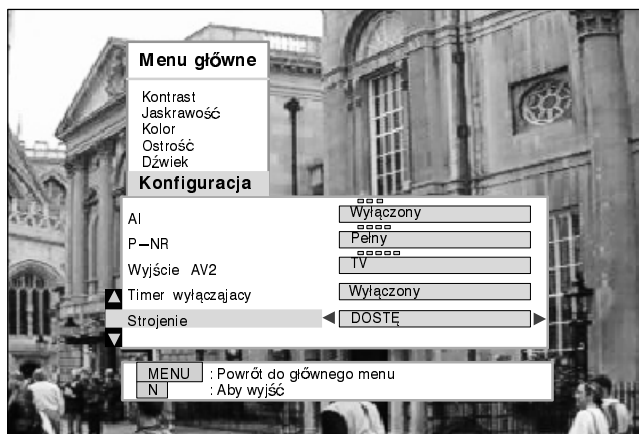 Menu główne
Kontrast
Jaskrawość
Kolor
Ostrość
Dźwiek
Konfiguracja
AI Wyłączony
P–NR Pełny
Wyjście AV2 TV
Timer wyłączajacy Wyłączony
Strojenie DOSTĘ
MENU : Powrót do głównego menu
N : Aby wyjść